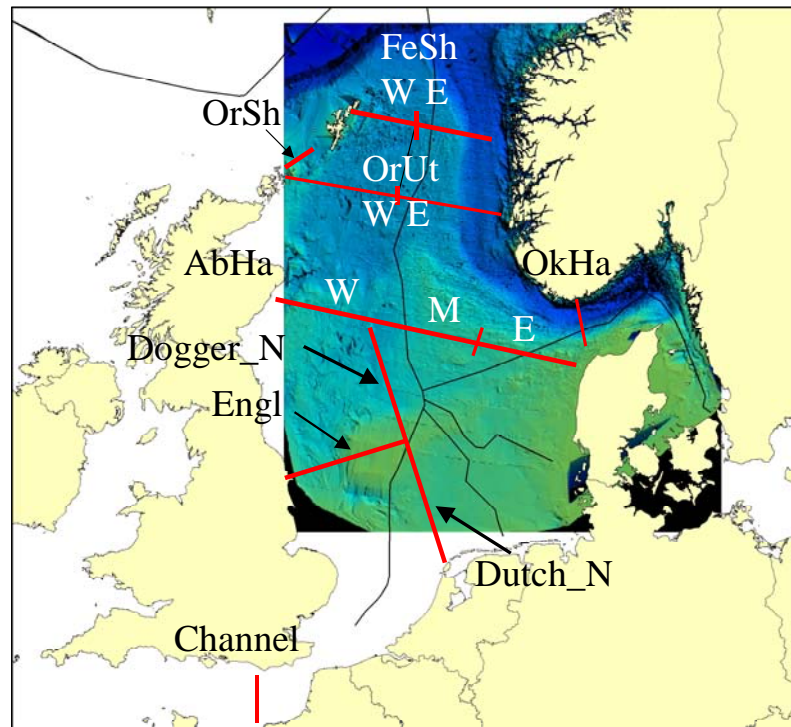 FeSh
W E
OrSh
OrUt
W E
AbHa
OkHa
W
M
E
Dogger_N
Engl
Dutch_N
Channel